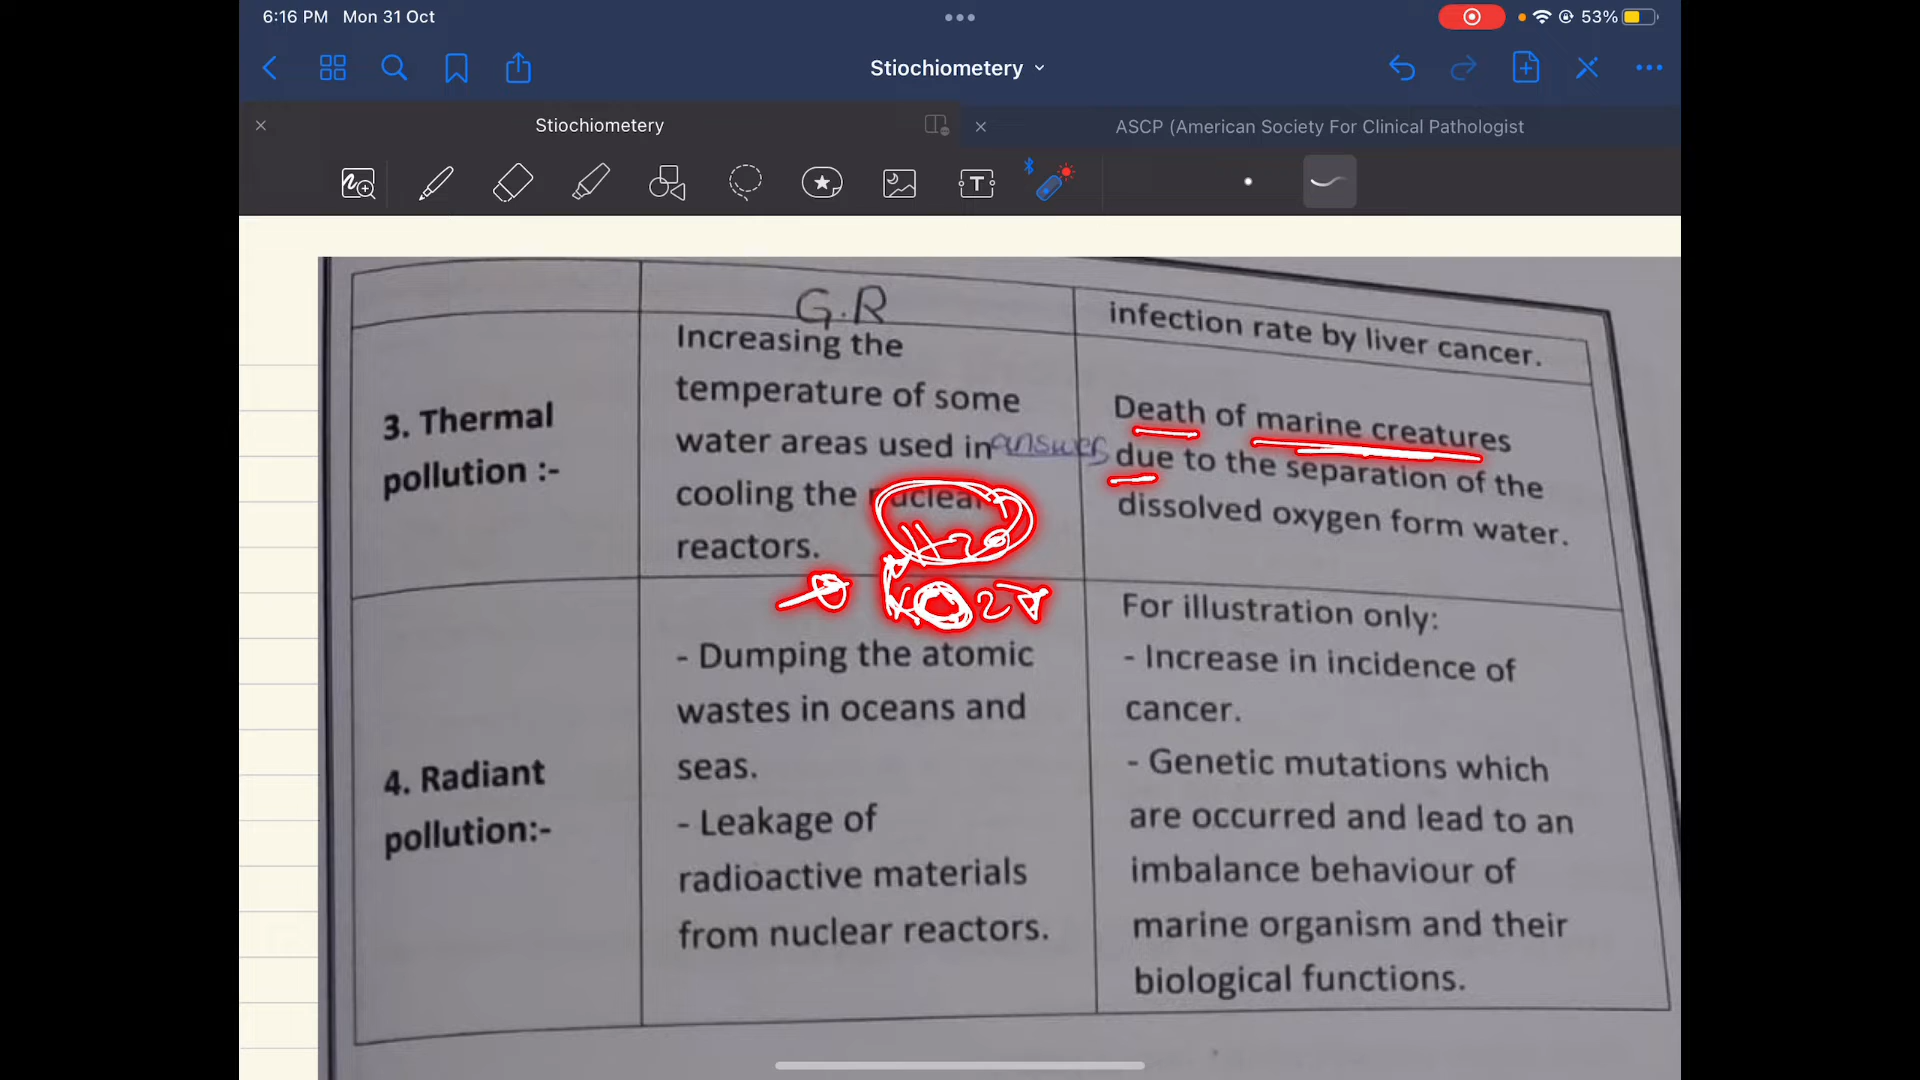 6:16 PM Mon 31 Oct
53%
Stiochiometery
Stiochiometery
ASCP (American Society For Clinical Pathologist
G.R
infection rate by liver cancer.
3. Thermal
pollution :-
Increasing the
temperature of some
water areas used in
cooling the nuclear
reactors.
answer
Death of marine creatures
due to the separation of the
dissolved oxygen form water.
4. Radiant
pollution:-
- Dumping the atomic
wastes in oceans and
seas.
- Leakage of
radioactive materials
from nuclear reactors.
For illustration only:
- Increase in incidence of
cancer.
- Genetic mutations which
are occurred and lead to an
imbalance behaviour of
marine organism and their
biological functions.